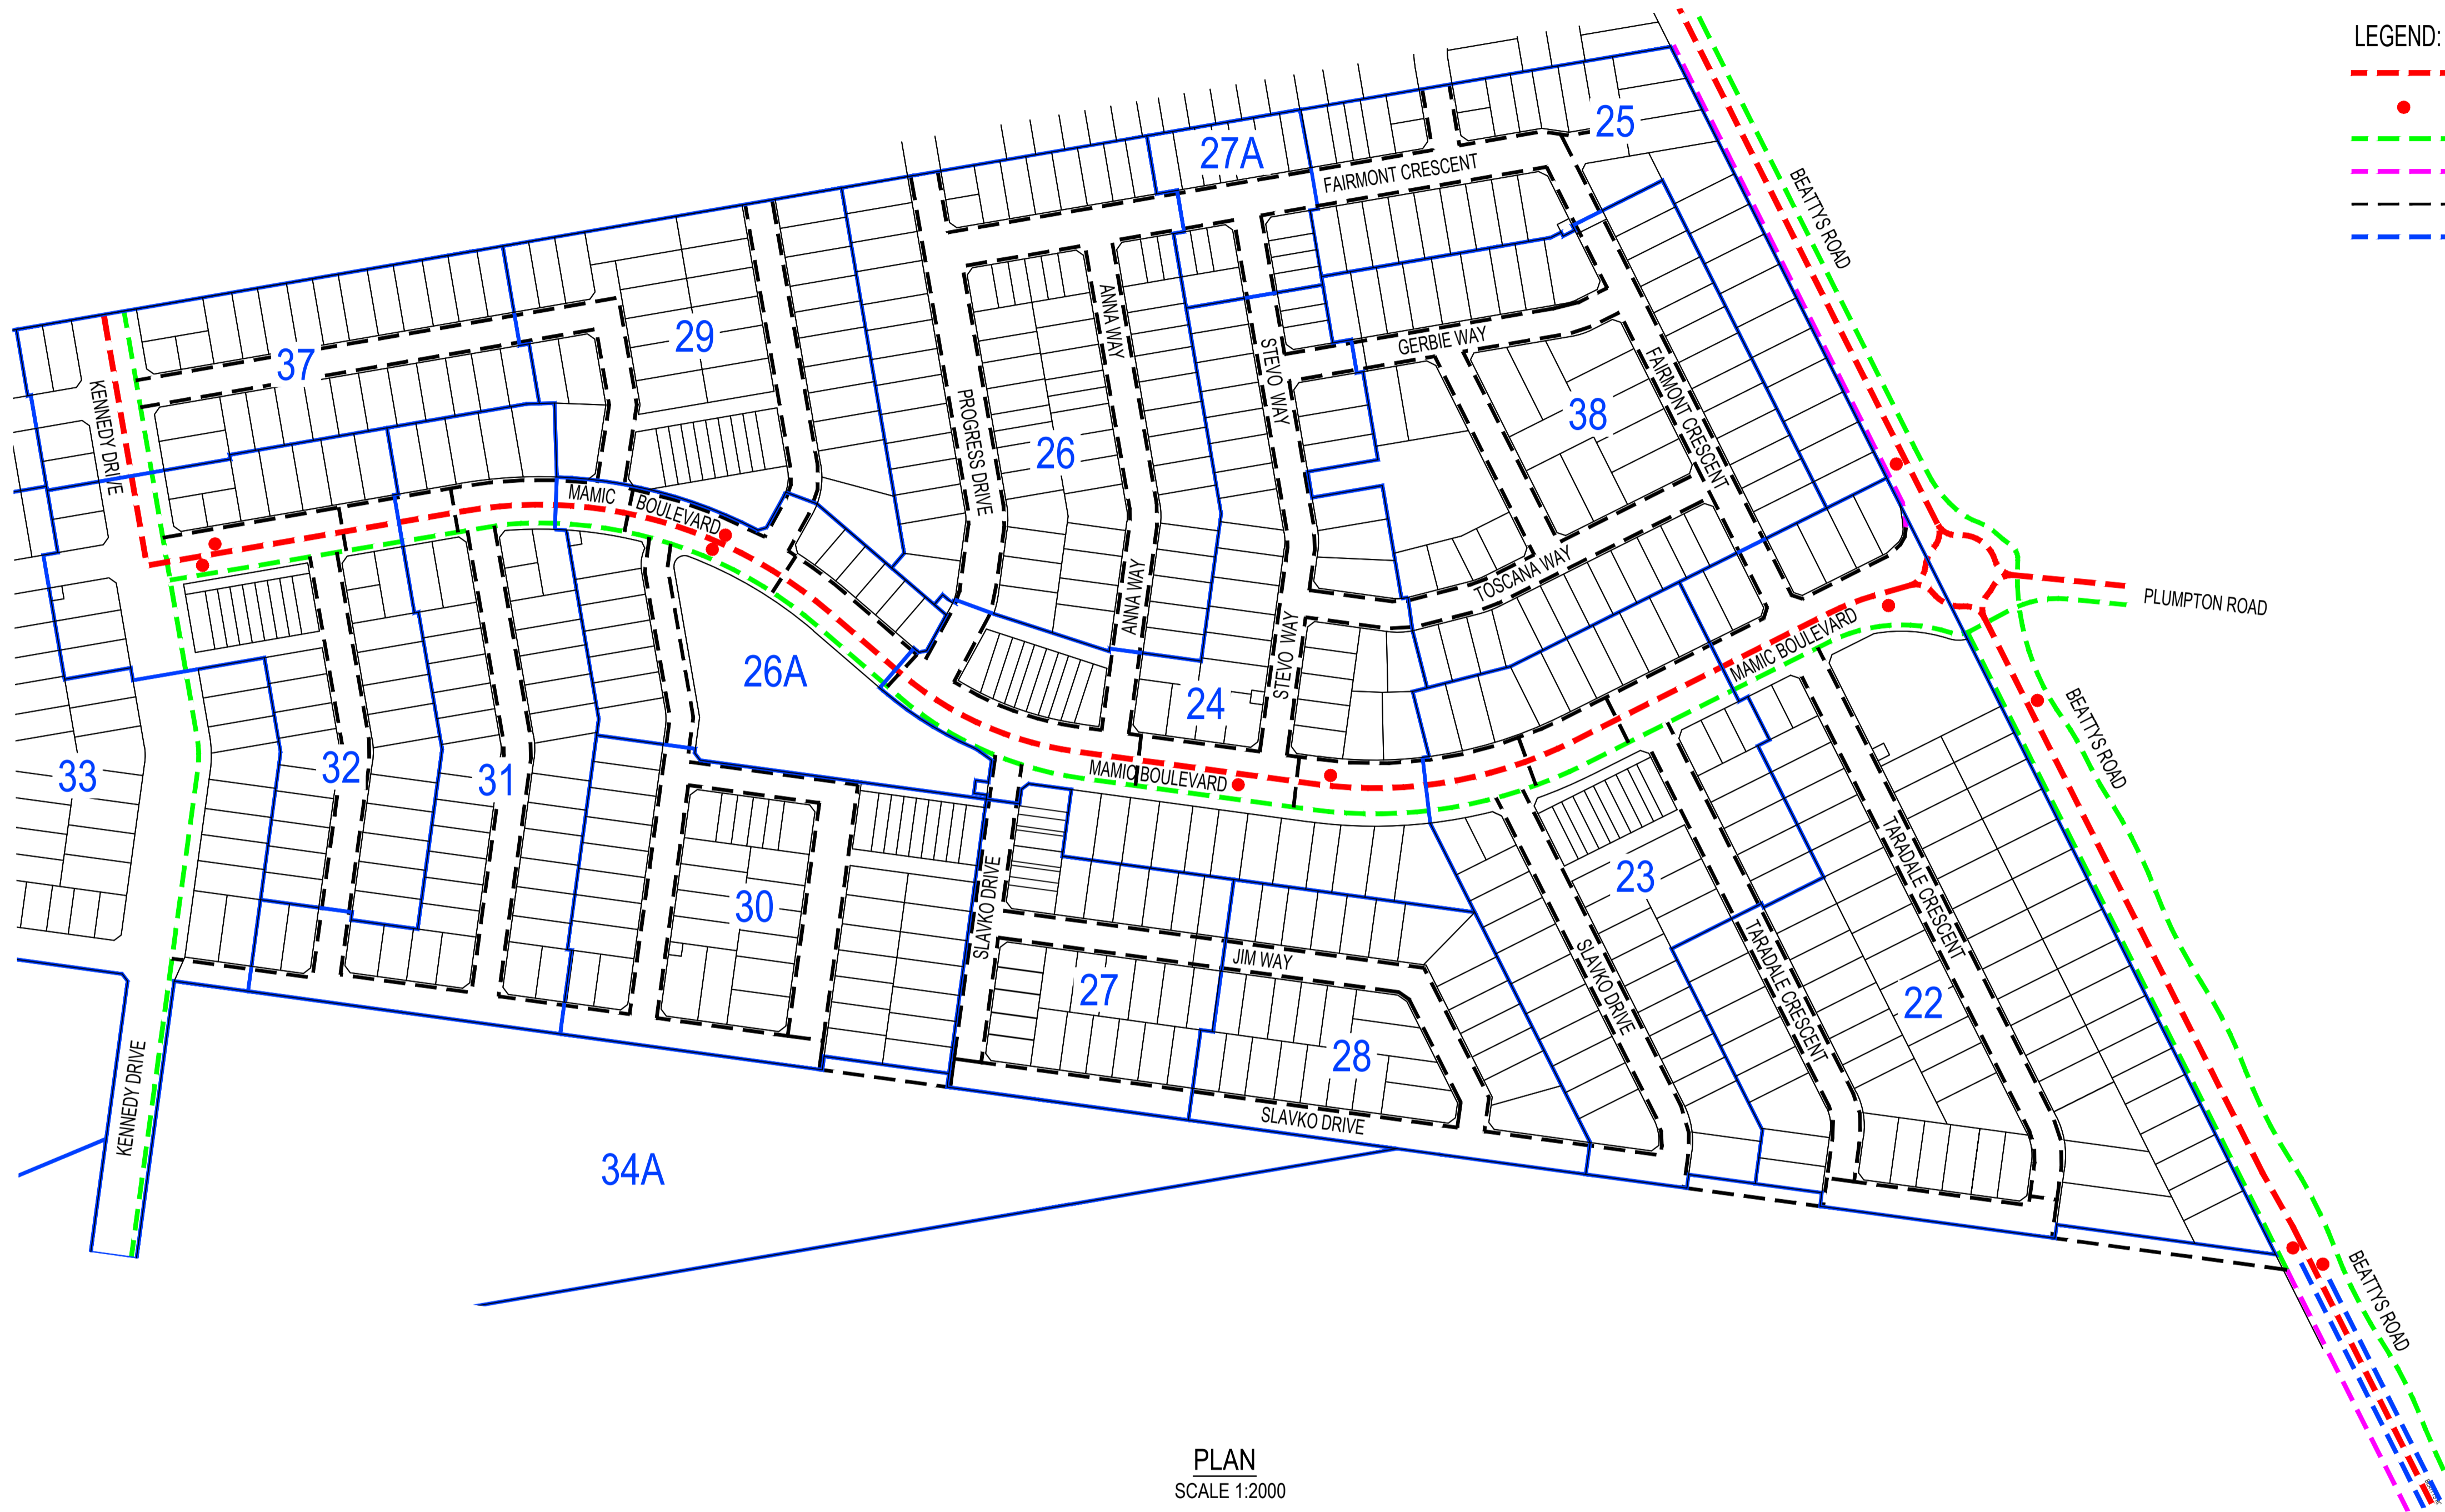 LEGEND:
25
27A
FAIRMONT CRESCENT
BEATTYS ROAD
ANNA WAY
29
STEVO WAY
GERBIE WAY
37
KENNEDY DRIVE
FAIRMONT CRESCENT
38
PROGRESS DRIVE
26
MAMIC
BOULEVARD
TOSCANA WAY
ANNA WAY
PLUMPTON ROAD
MAMIC BOULEVARD
STEVO WAY
26A
24
BEATTYS ROAD
33
32
31
MAMIC BOULEVARD
TARADALE CRESCENT
23
30
SLAVKO DRIVE
JIM WAY
SLAVKO DRIVE
TARADALE CRESCENT
27
22
28
KENNEDY DRIVE
SLAVKO DRIVE
34A
BEATTYS ROAD
PLAN
SCALE 1:2000